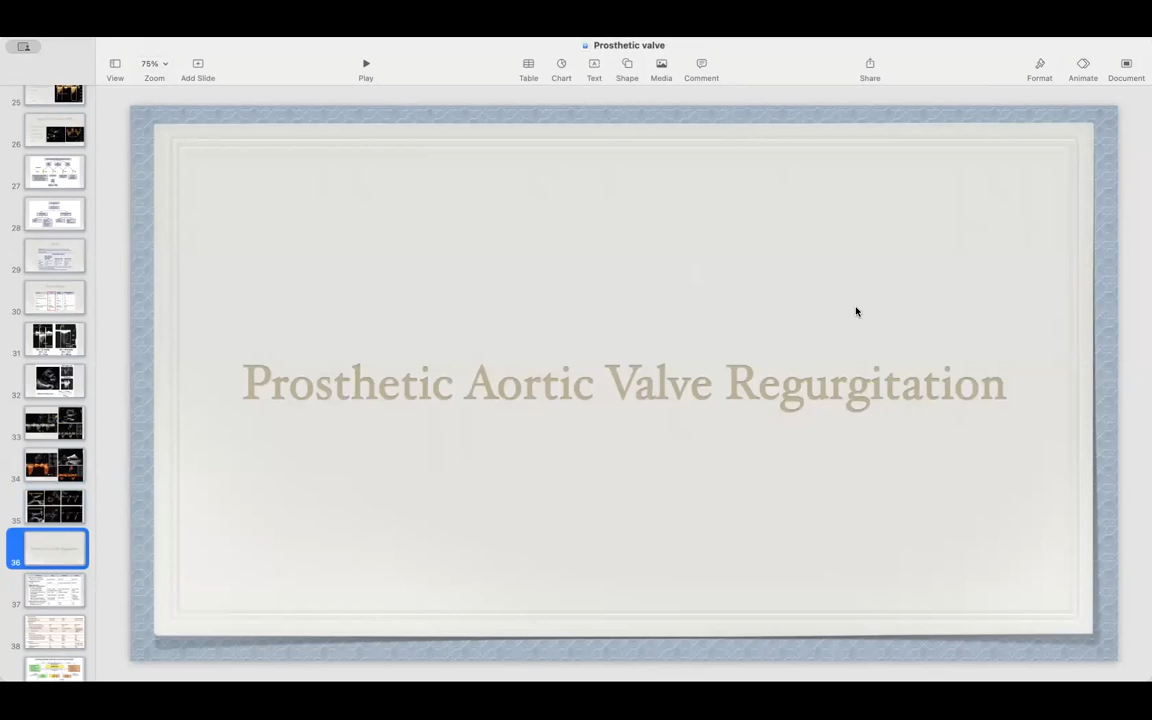 Prosthetic valve
75%
View
Zoom
Add Slide
Play
Table
Chart
Text
Shape
Media
Comment
Share
Format
Animate
Document
25
26
27
28
29
30
31
32
33
34
35
36
37
38
Prosthetic Aortic Valve Regurgitation